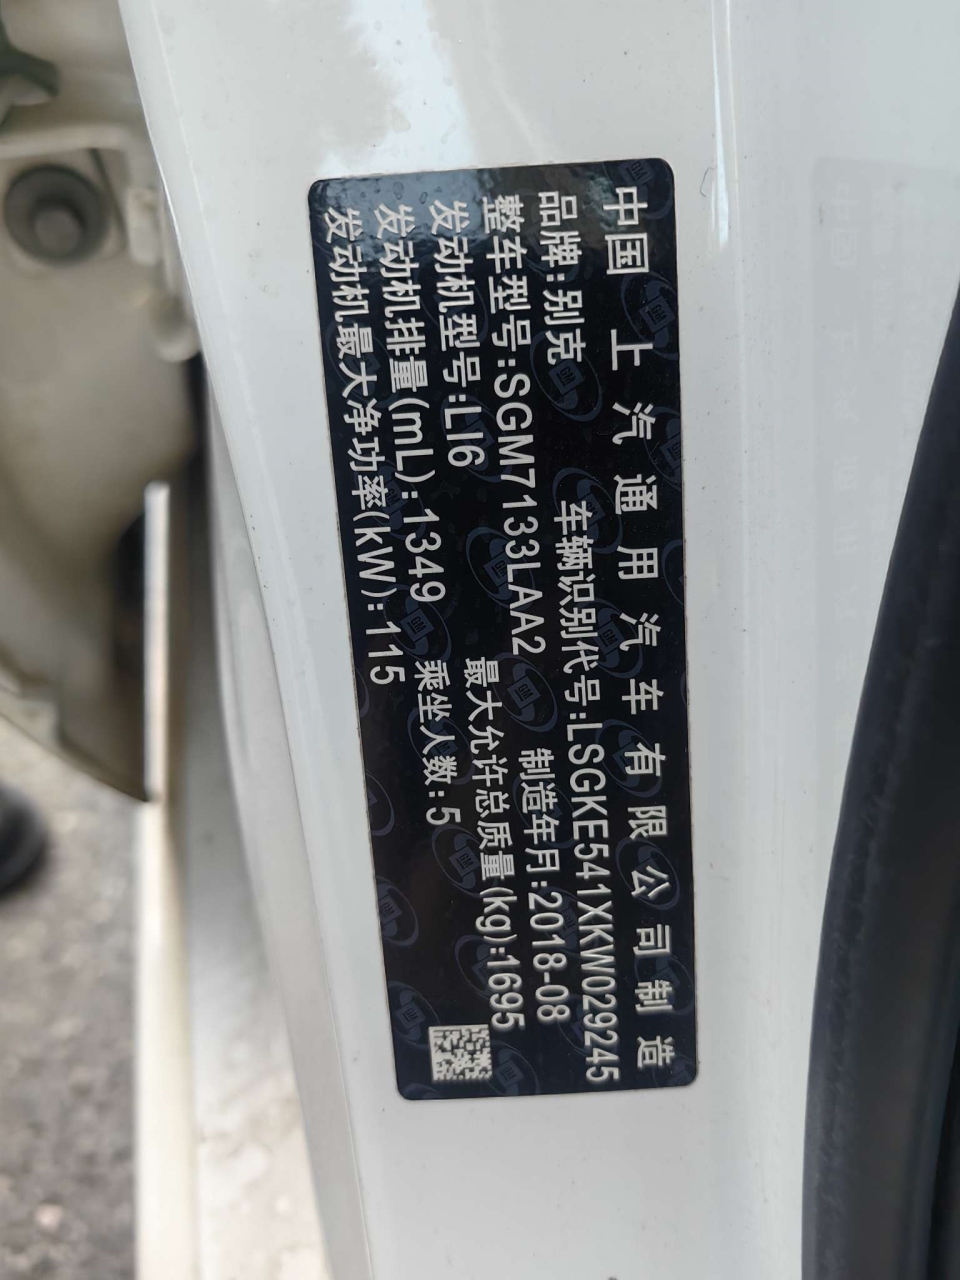 中国上汽通用汽车有限公司制造
品牌:别克 车辆识别代号:LSGKE541XKW029245
整车型号:SGM7133LAA2 制造年月:2018-08
发动机型号:LI6 最大允许总质量(kg):1695
发动机排量(mL):1349 乘坐人数:5
发动机最大净功率(kW):115
GM